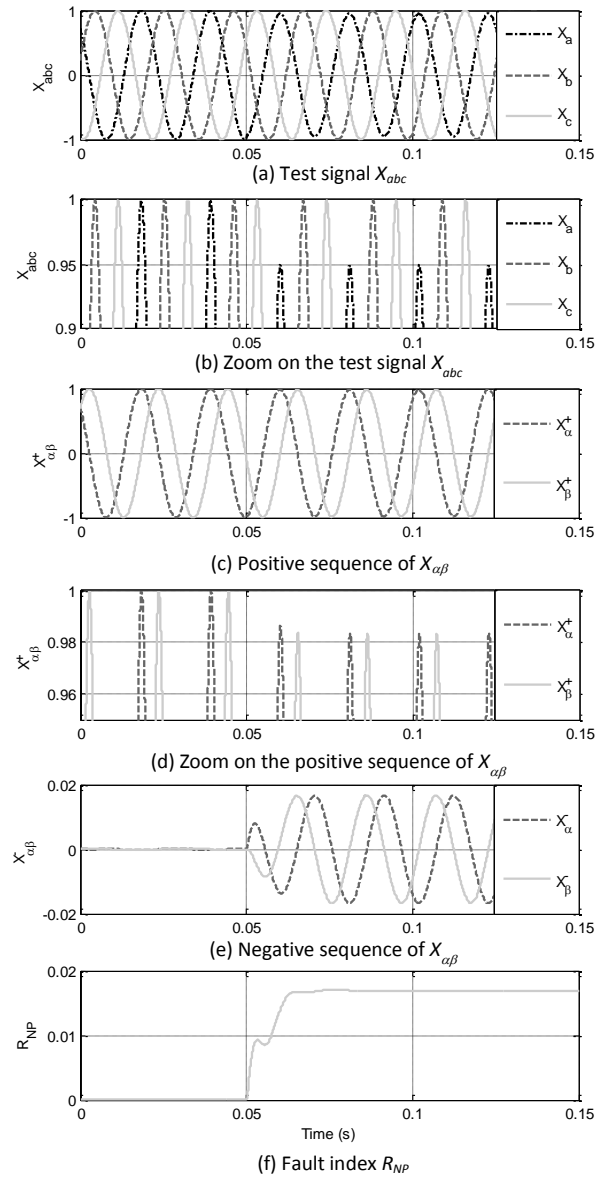 1
0
-1
X_abc
0
0.05
0.1
0.15
X_a
X_b
X_c
(a) Test signal X_abc
1
0.95
0.9
X_abc
0
0.05
0.1
0.15
X_a
X_b
X_c
(b) Zoom on the test signal X_abc
1
0
-1
X⁺_αβ
0
0.05
0.1
0.15
X⁺_α
X⁺_β
(c) Positive sequence of X_αβ
1
0.98
0.96
X⁺_αβ
0
0.05
0.1
0.15
X⁺_α
X⁺_β
(d) Zoom on the positive sequence of X_αβ
0.02
0
-0.02
X⁻_αβ
0
0.05
0.1
0.15
X⁻_α
X⁻_β
(e) Negative sequence of X_αβ
0.02
0.01
0
R_NP
0
0.05
0.1
0.15
Time (s)
(f) Fault index R_NP